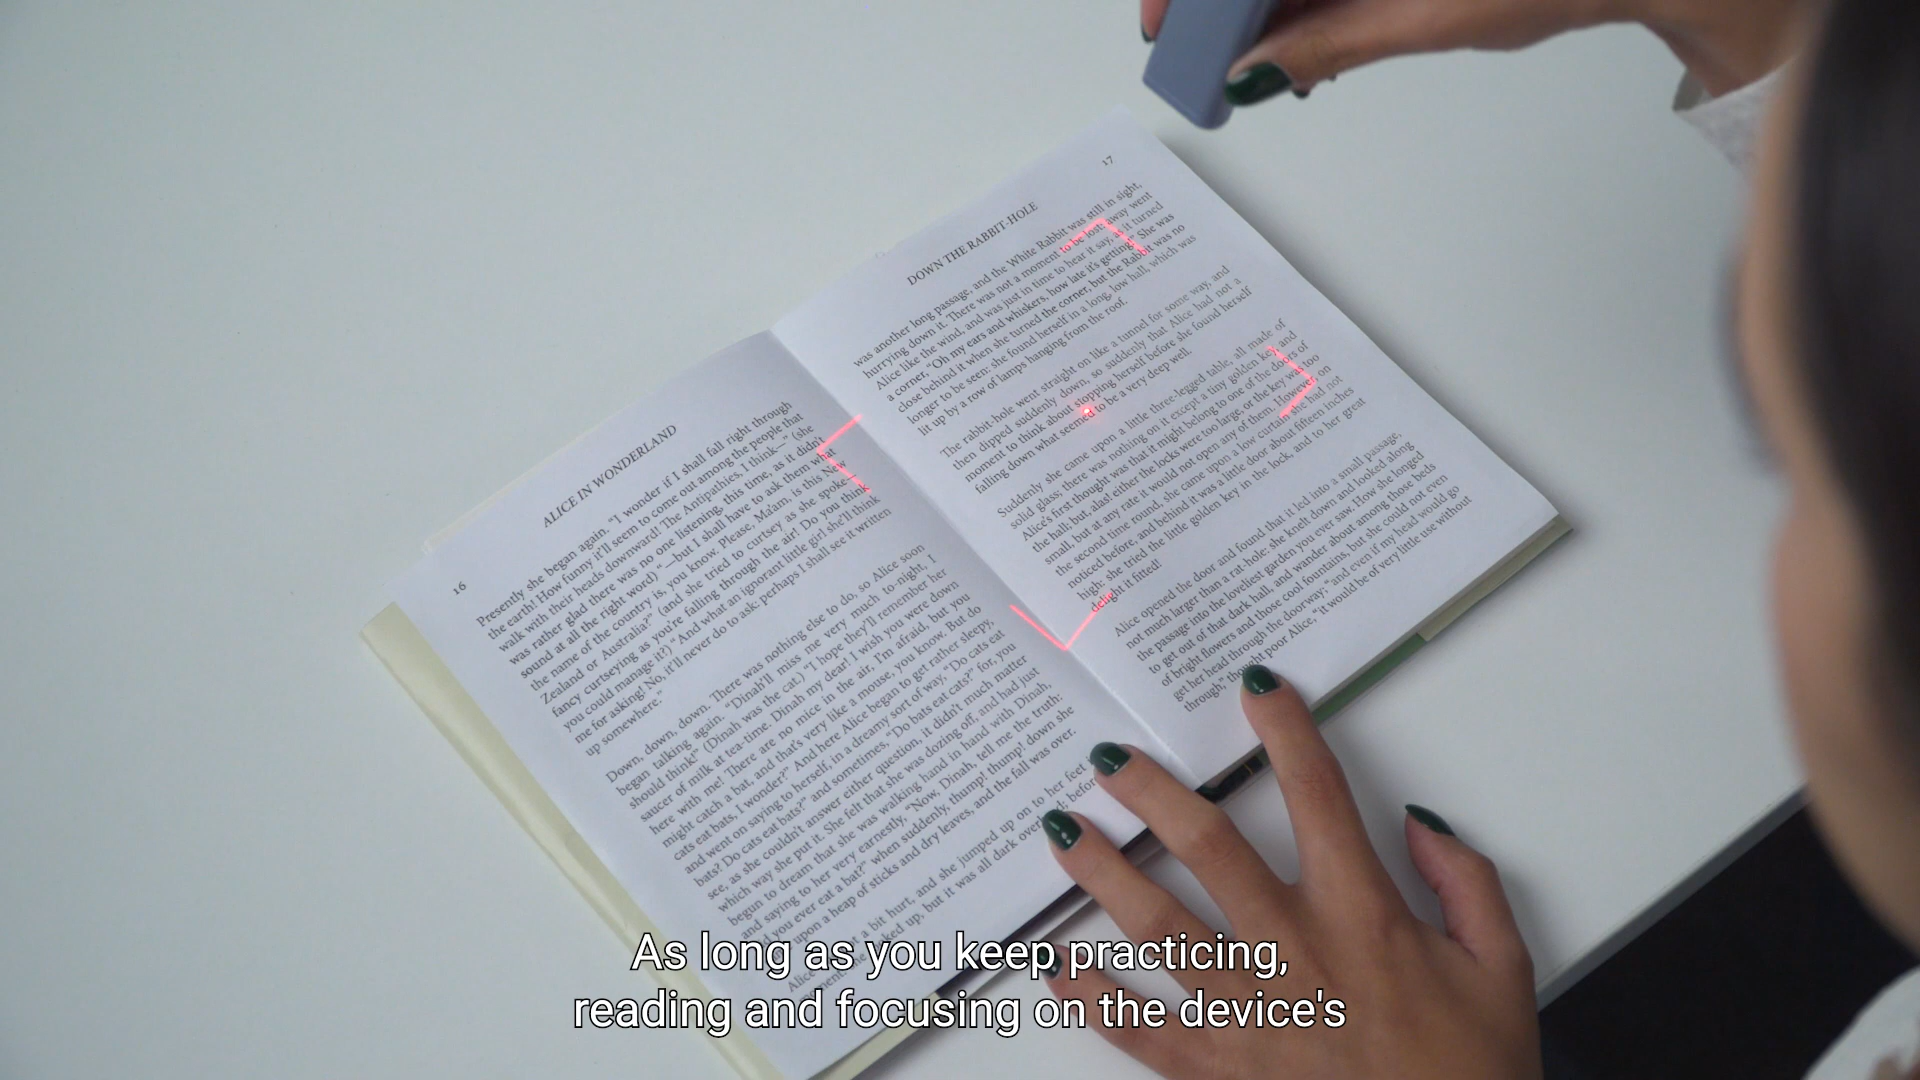 16
ALICE IN WONDERLAND
Presently she began again. "I wonder if I shall fall right through
the earth! How funny it'll seem to come out among the people that
walk with their heads downward! The Antipathies, I think—" (she
was rather glad there was no one listening, this time, as it didn't
sound at all the right word) "—but I shall have to ask them what
the name of the country is, you know. Please, Ma'am, is this New
Zealand or Australia?" (and she tried to curtsey as she spoke—
fancy curtseying as you're falling through the air! Do you think
you could manage it?) "And what an ignorant little girl she'll think
me for asking! No, it'll never do to ask: perhaps I shall see it written
up somewhere."
Down, down, down. There was nothing else to do, so Alice soon
began talking again. "Dinah'll miss me very much to-night, I
should think!" (Dinah was the cat.) "I hope they'll remember her
saucer of milk at tea-time. Dinah my dear! I wish you were down
here with me! There are no mice in the air, I'm afraid, but you
might catch a bat, and that's very like a mouse, you know. But do
cats eat bats, I wonder?" And here Alice began to get rather sleepy,
and went on saying to herself, in a dreamy sort of way, "Do cats eat
bats? Do cats eat bats?" and sometimes, "Do bats eat cats?" for, you
see, as she couldn't answer either question, it didn't much matter
which way she put it. She felt that she was dozing off, and had just
begun to dream that she was walking hand in hand with Dinah,
and saying to her very earnestly, "Now, Dinah, tell me the truth:
did you ever eat a bat?" when suddenly, thump! thump! down she
upon a heap of sticks and dry leaves, and the fall was over.
Alice a bit hurt, and she jumped up on to her feet
moment: she looked up, but it was all dark overhead; before
17
DOWN THE RABBIT-HOLE
was another long passage, and the White Rabbit was still in sight,
hurrying down it. There was not a moment to be lost: away went
Alice like the wind, and was just in time to hear it say, as it turned
a corner, "Oh my ears and whiskers, how late it's getting!" She was
close behind it when she turned the corner, but the Rabbit was no
longer to be seen: she found herself in a long, low hall, which was
lit up by a row of lamps hanging from the roof.
The rabbit-hole went straight on like a tunnel for some way, and
then dipped suddenly down, so suddenly that Alice had not a
moment to think about stopping herself before she found herself
falling down what seemed to be a very deep well.
Suddenly she came upon a little three-legged table, all made of
solid glass; there was nothing on it except a tiny golden key, and
Alice's first thought was that it might belong to one of the doors of
the hall; but, alas! either the locks were too large, or the key was too
small, but at any rate it would not open any of them. However, on
the second time round, she came upon a low curtain she had not
noticed before, and behind it was a little door about fifteen inches
high: she tried the little golden key in the lock, and to her great
delight it fitted!
Alice opened the door and found that it led into a small passage,
not much larger than a rat-hole: she knelt down and looked along
the passage into the loveliest garden you ever saw. How she longed
to get out of that dark hall, and wander about among those beds
of bright flowers and those cool fountains, but she could not even
get her head through the doorway; "and even if my head would go
through," thought poor Alice, "it would be of very little use without
As long as you keep practicing,
reading and focusing on the device's